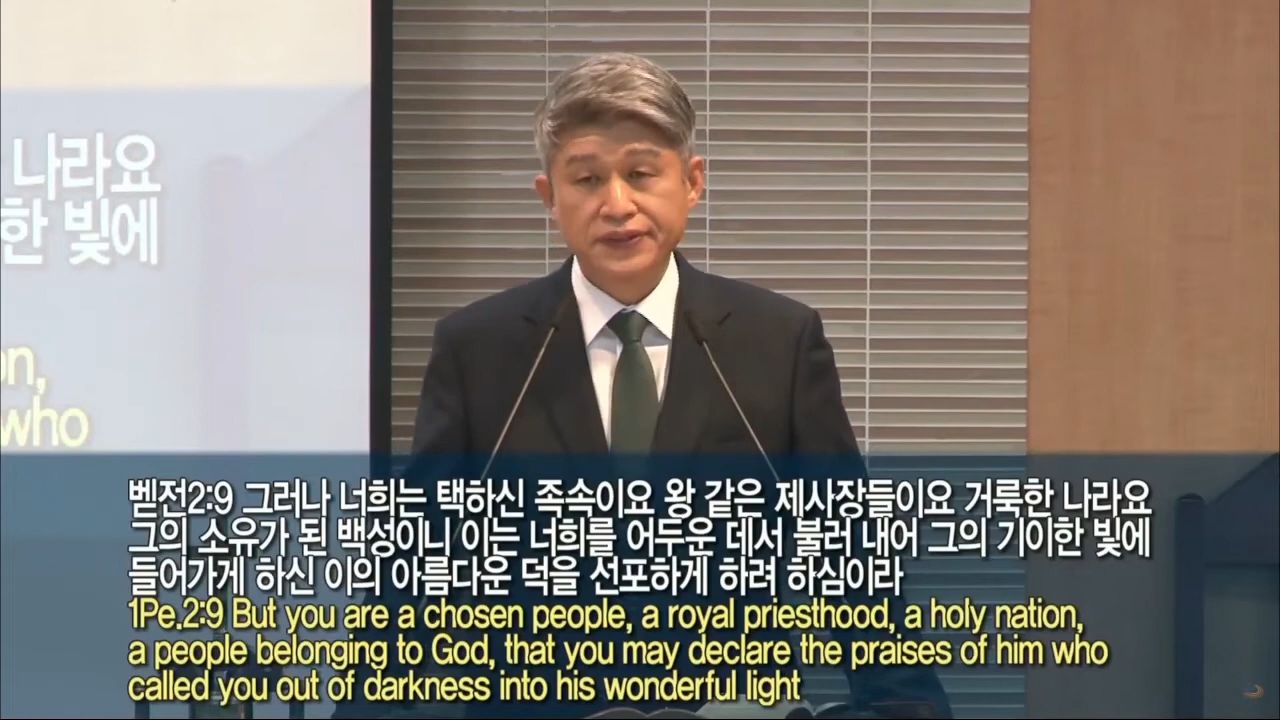 나라요
한 빛에
on,
who
벧전2:9 그러나 너희는 택하신 족속이요 왕 같은 제사장들이요 거룩한 나라요
그의 소유가 된 백성이니 이는 너희를 어두운 데서 불러 내어 그의 기이한 빛에
들어가게 하신 이의 아름다운 덕을 선포하게 하려 하심이라
1Pe.2:9 But you are a chosen people, a royal priesthood, a holy nation,
a people belonging to God, that you may declare the praises of him who
called you out of darkness into his wonderful light